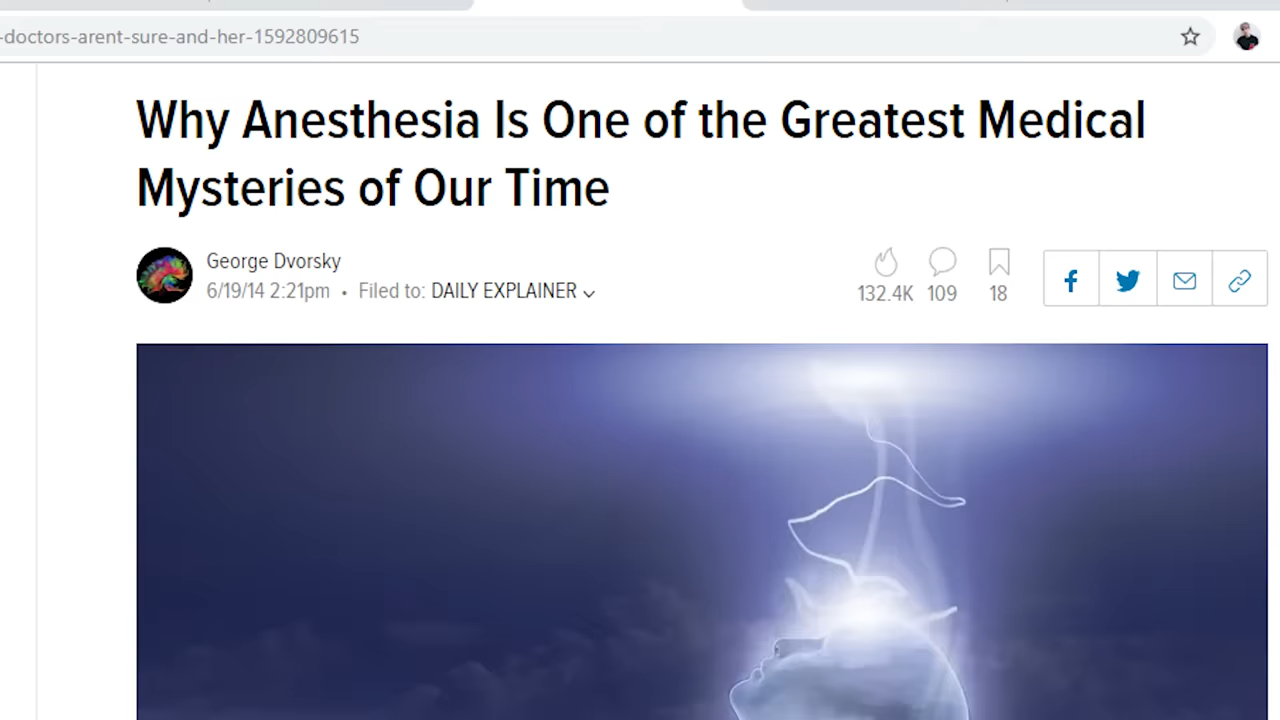 -doctors-arent-sure-and-her-1592809615
Why Anesthesia Is One of the Greatest Medical
Mysteries of Our Time
George Dvorsky
6/19/14 2:21pm • Filed to: DAILY EXPLAINER
132.4K 109 18